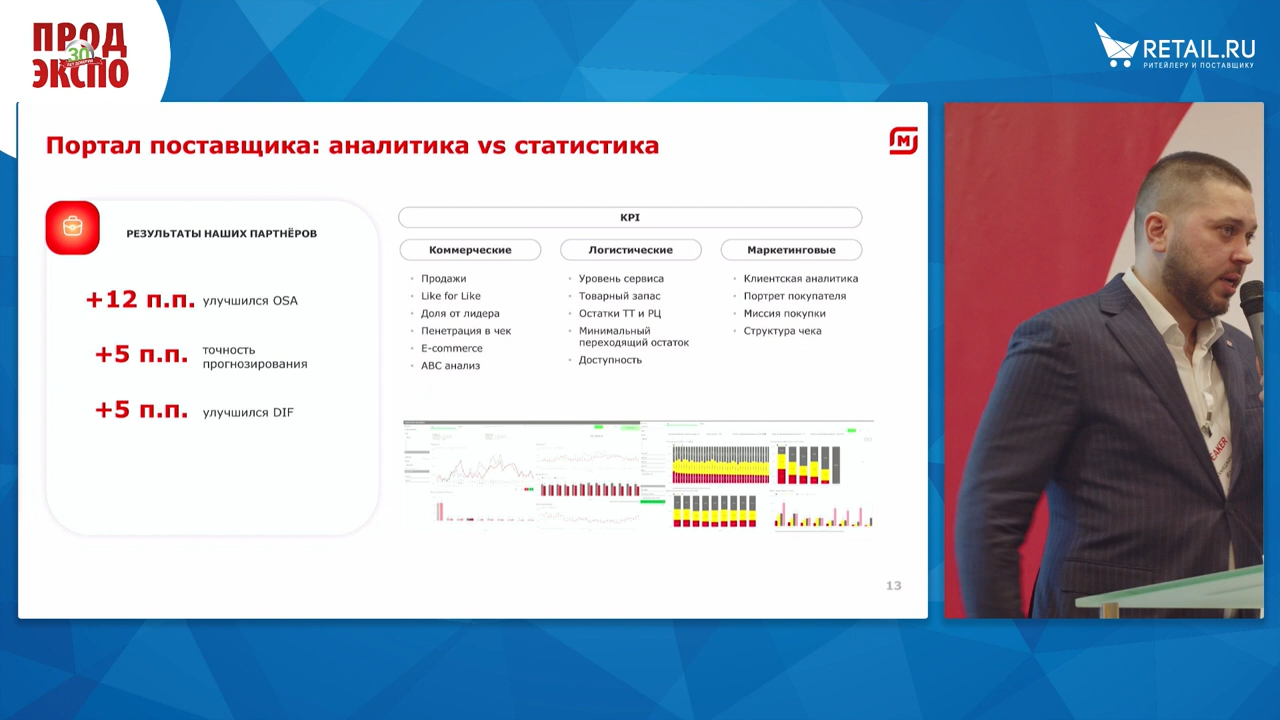 ПРОД
30
ЛЕТ ДОВЕРИЯ
ЭКСПО
RETAIL.RU
РИТЕЙЛЕРУ И ПОСТАВЩИКУ
Портал поставщика: аналитика vs статистика
М
РЕЗУЛЬТАТЫ НАШИХ ПАРТНЁРОВ
+12 п.п. улучшился OSA
+5 п.п. точность
прогнозирования
+5 п.п. улучшился DIF
KPI
Коммерческие
Продажи
Like for Like
Доля от лидера
Пенетрация в чек
E-commerce
ABC анализ
Логистические
Уровень сервиса
Товарный запас
Остатки ТТ и РЦ
Минимальный
переходящий остаток
Доступность
Маркетинговые
Клиентская аналитика
Портрет покупателя
Миссия покупки
Структура чека
13